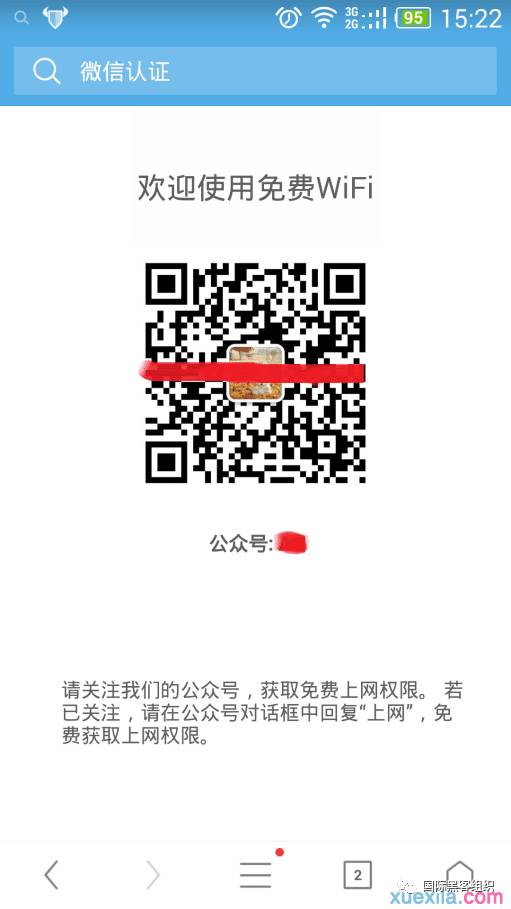 3G
2G
95
15:22
微信认证
欢迎使用免费WiFi
公众号:
请关注我们的公众号，获取免费上网权限。 若
已关注，请在公众号对话框中回复“上网”，免
费获取上网权限。
2
国际黑客组织
xuexila.com